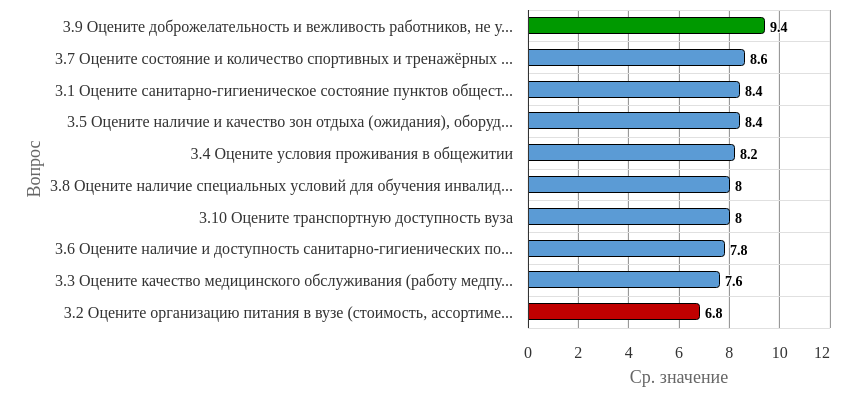 3.9 Оцените доброжелательность и вежливость работников, не у... 9.4
3.7 Оцените состояние и количество спортивных и тренажёрных ... 8.6
3.1 Оцените санитарно-гигиеническое состояние пунктов общест... 8.4
3.5 Оцените наличие и качество зон отдыха (ожидания), оборуд... 8.4
3.4 Оцените условия проживания в общежитии 8.2
3.8 Оцените наличие специальных условий для обучения инвалид... 8
3.10 Оцените транспортную доступность вуза 8
3.6 Оцените наличие и доступность санитарно-гигиенических по... 7.8
3.3 Оцените качество медицинского обслуживания (работу медпу... 7.6
3.2 Оцените организацию питания в вузе (стоимость, ассортиме... 6.8
Вопрос
0 2 4 6 8 10 12
Ср. значение